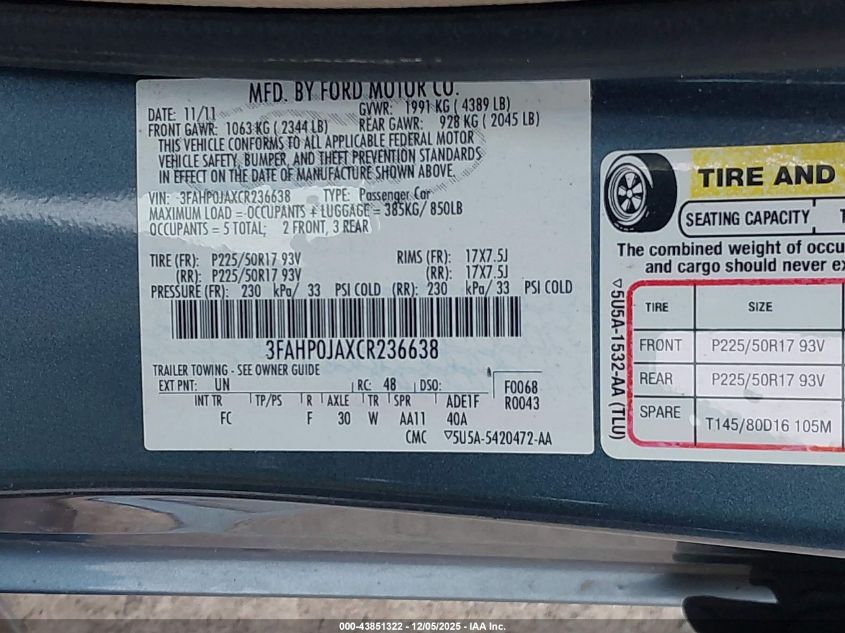 MFD. BY FORD MOTOR CO.
DATE: 11/11 GVWR: 1991 KG ( 4389 LB)
FRONT GAWR: 1063 KG ( 2344 LB) REAR GAWR: 928 KG ( 2045 LB)
THIS VEHICLE CONFORMS TO ALL APPLICABLE FEDERAL MOTOR
VEHICLE SAFETY, BUMPER, AND THEFT PREVENTION STANDARDS
IN EFFECT ON THE DATE OF MANUFACTURE SHOWN ABOVE.
VIN: 3FAHP0JAXCR236638 TYPE: Passenger Car
MAXIMUM LOAD = OCCUPANTS + LUGGAGE = 385KG/ 850LB
OCCUPANTS = 5 TOTAL; 2 FRONT, 3 REAR
TIRE (FR): P225/50R17 93V RIMS (FR): 17X7.5J
(RR): P225/50R17 93V (RR): 17X7.5J
PRESSURE (FR): 230 kPa/ 33 PSI COLD (RR): 230 kPa/ 33 PSI COLD
3FAHP0JAXCR236638
TRAILER TOWING - SEE OWNER GUIDE
EXT PNT: UN RC: 48 DSO: F0068
R0043
INT TR TP/PS R AXLE TR SPR ADE1F
FC F 30 W AA11 40A
CMC ▽5U5A-5420472-AA
TIRE AND
SEATING CAPACITY T
The combined weight of occu
and cargo should never ex
▽5U5A-1532-AA (TLU)
TIRE SIZE
FRONT P225/50R17 93V
REAR P225/50R17 93V
SPARE T145/80D16 105M
000-43851322 - 12/05/2025 - IAA Inc.